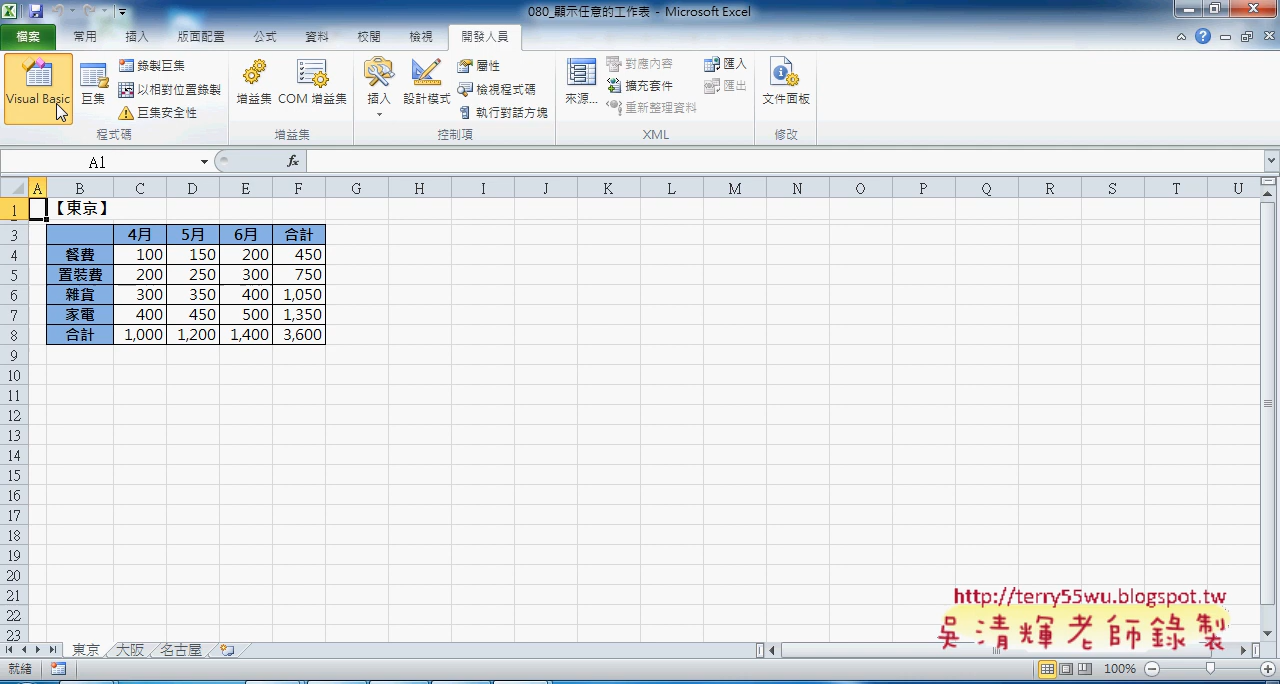 080_顯示任意的工作表 - Microsoft Excel
檔案 常用 插入 版面配置 公式 資料 校閱 檢視 開發人員
Visual Basic 巨集 錄製巨集 以相對位置錄製 巨集安全性 程式碼
增益集 COM 增益集 增益集
插入 設計模式 屬性 檢視程式碼 執行對話方塊 控制項
來源... 對應內容 擴充套件 重新整理資料 匯入 匯出 XML
文件面板 修改
A1 fx
A B C D E F G H I J K L M N O P Q R S T U
1 【東京】
3 4月 5月 6月 合計
4 餐費 100 150 200 450
5 置裝費 200 250 300 750
6 雜貨 300 350 400 1,050
7 家電 400 450 500 1,350
8 合計 1,000 1,200 1,400 3,600
9
10
11
12
13
14
15
16
17
18
19
20
21
22
23
http://terry55wu.blogspot.tw
吳清輝老師錄製
東京 大阪 名古屋
就緒 100%